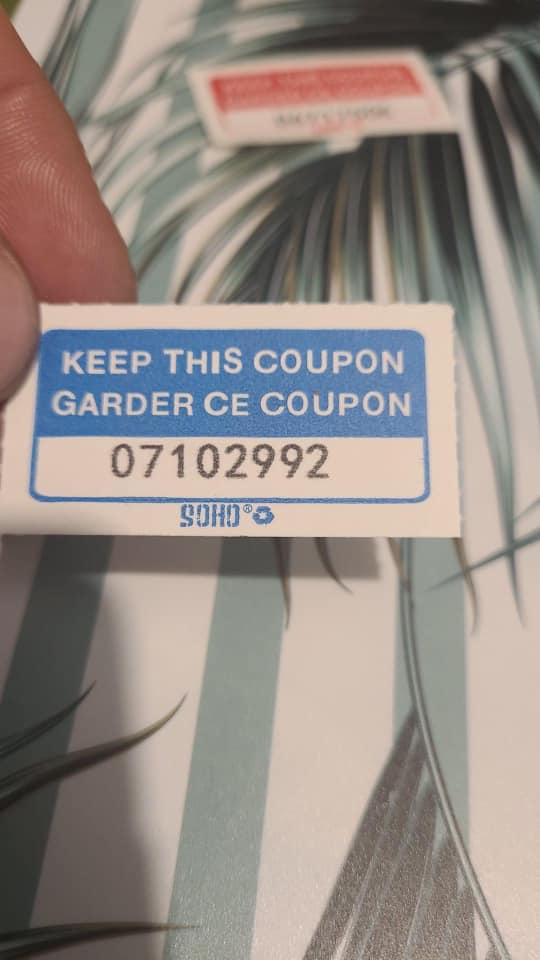 KEEP THIS COUPON
GARDER CE COUPON
07102992
SOHO®